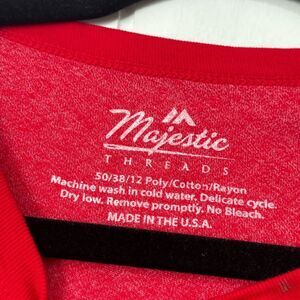 Majestic
THREADS
50/38/12 Poly/Cotton/Rayon
Machine wash in cold water. Delicate cycle.
Dry low. Remove promptly. No Bleach.
MADE IN THE U.S.A.